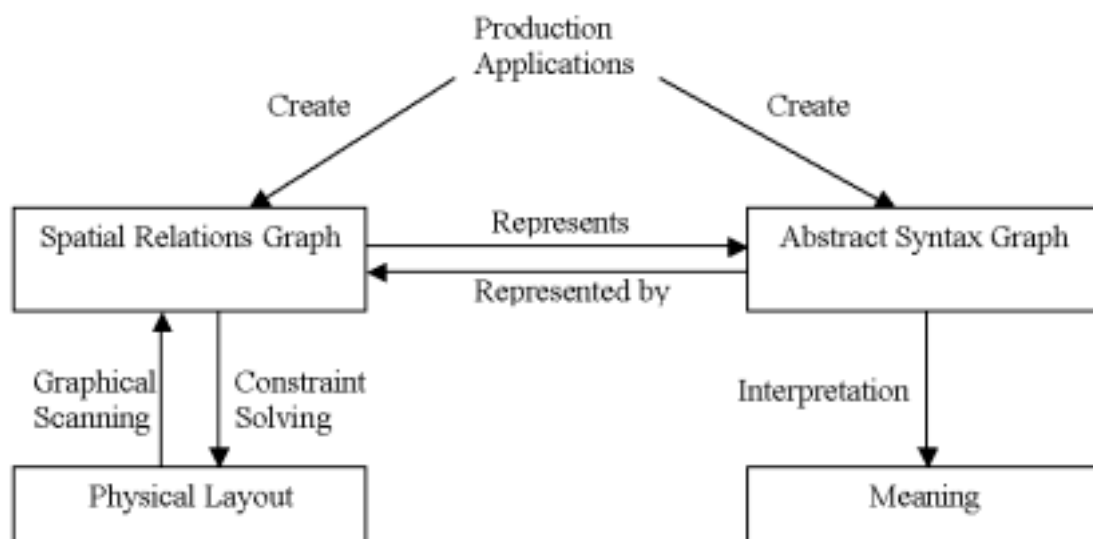 Production
Applications
Create
Create
Spatial Relations Graph
Represents
Abstract Syntax Graph
Represented by
Graphical
Scanning
Constraint
Solving
Interpretation
Physical Layout
Meaning